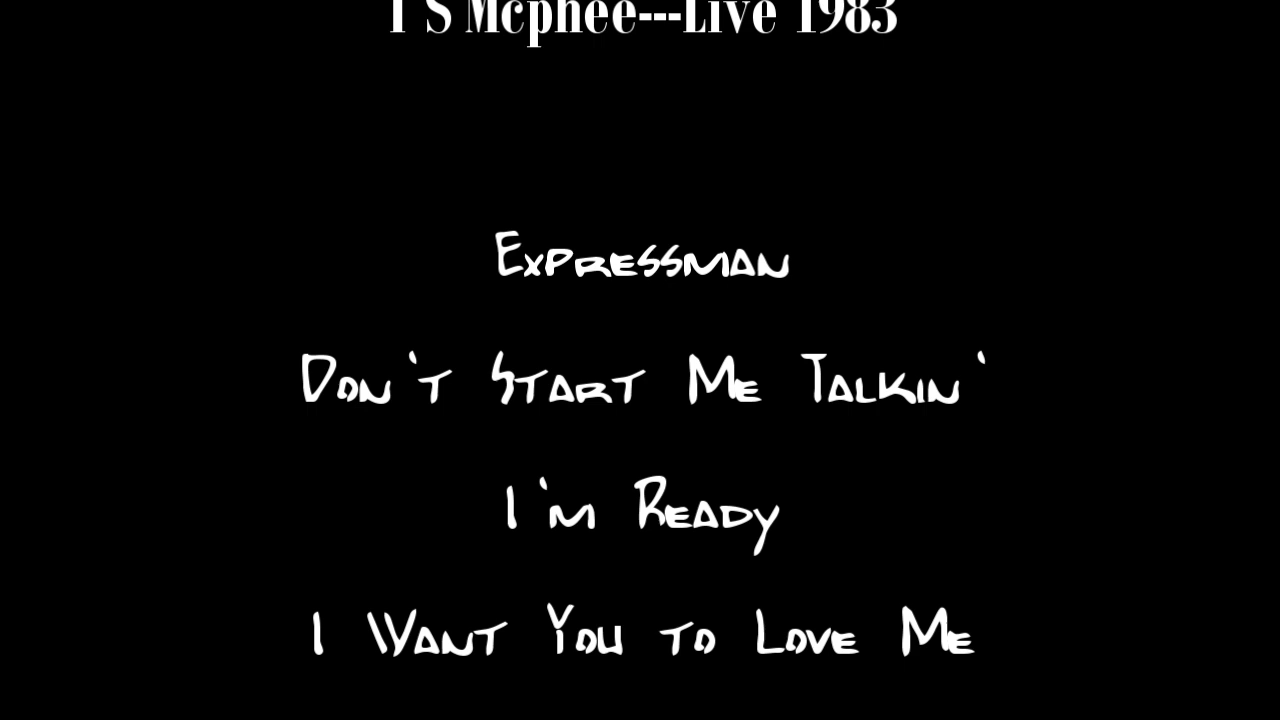 T S Mcphee---Live 1983
Expressman
Don't Start Me Talkin'
I'm Ready
I Want You to Love Me